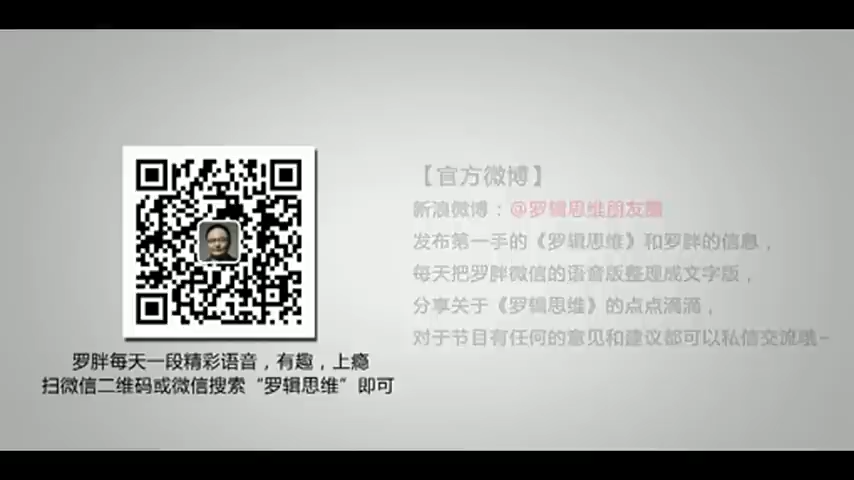 罗胖每天一段精彩语音，有趣，上瘾
扫微信二维码或微信搜索“罗辑思维”即可
【官方微博】
新浪微博：@罗辑思维朋友圈
发布第一手的《罗辑思维》和罗胖的信息，
每天把罗胖微信的语音版整理成文字版，
分享关于《罗辑思维》的点点滴滴，
对于节目有任何的意见和建议都可以私信交流哦~